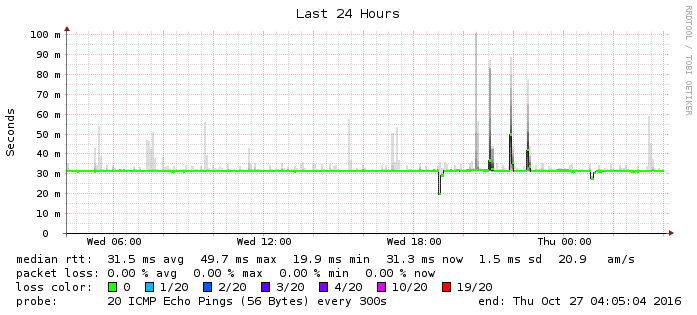 Last 24 Hours
RRDTOOL / TOBI OETIKER
Seconds
100 m
90 m
80 m
70 m
60 m
50 m
40 m
30 m
20 m
10 m
0
Wed 06:00 Wed 12:00 Wed 18:00 Thu 00:00
median rtt: 31.5 ms avg 49.7 ms max 19.9 ms min 31.3 ms now 1.5 ms sd 20.9 am/s
packet loss: 0.00 % avg 0.00 % max 0.00 % min 0.00 % now
loss color: 0 1/20 2/20 3/20 4/20 10/20 19/20
probe: 20 ICMP Echo Pings (56 Bytes) every 300s end: Thu Oct 27 04:05:04 2016